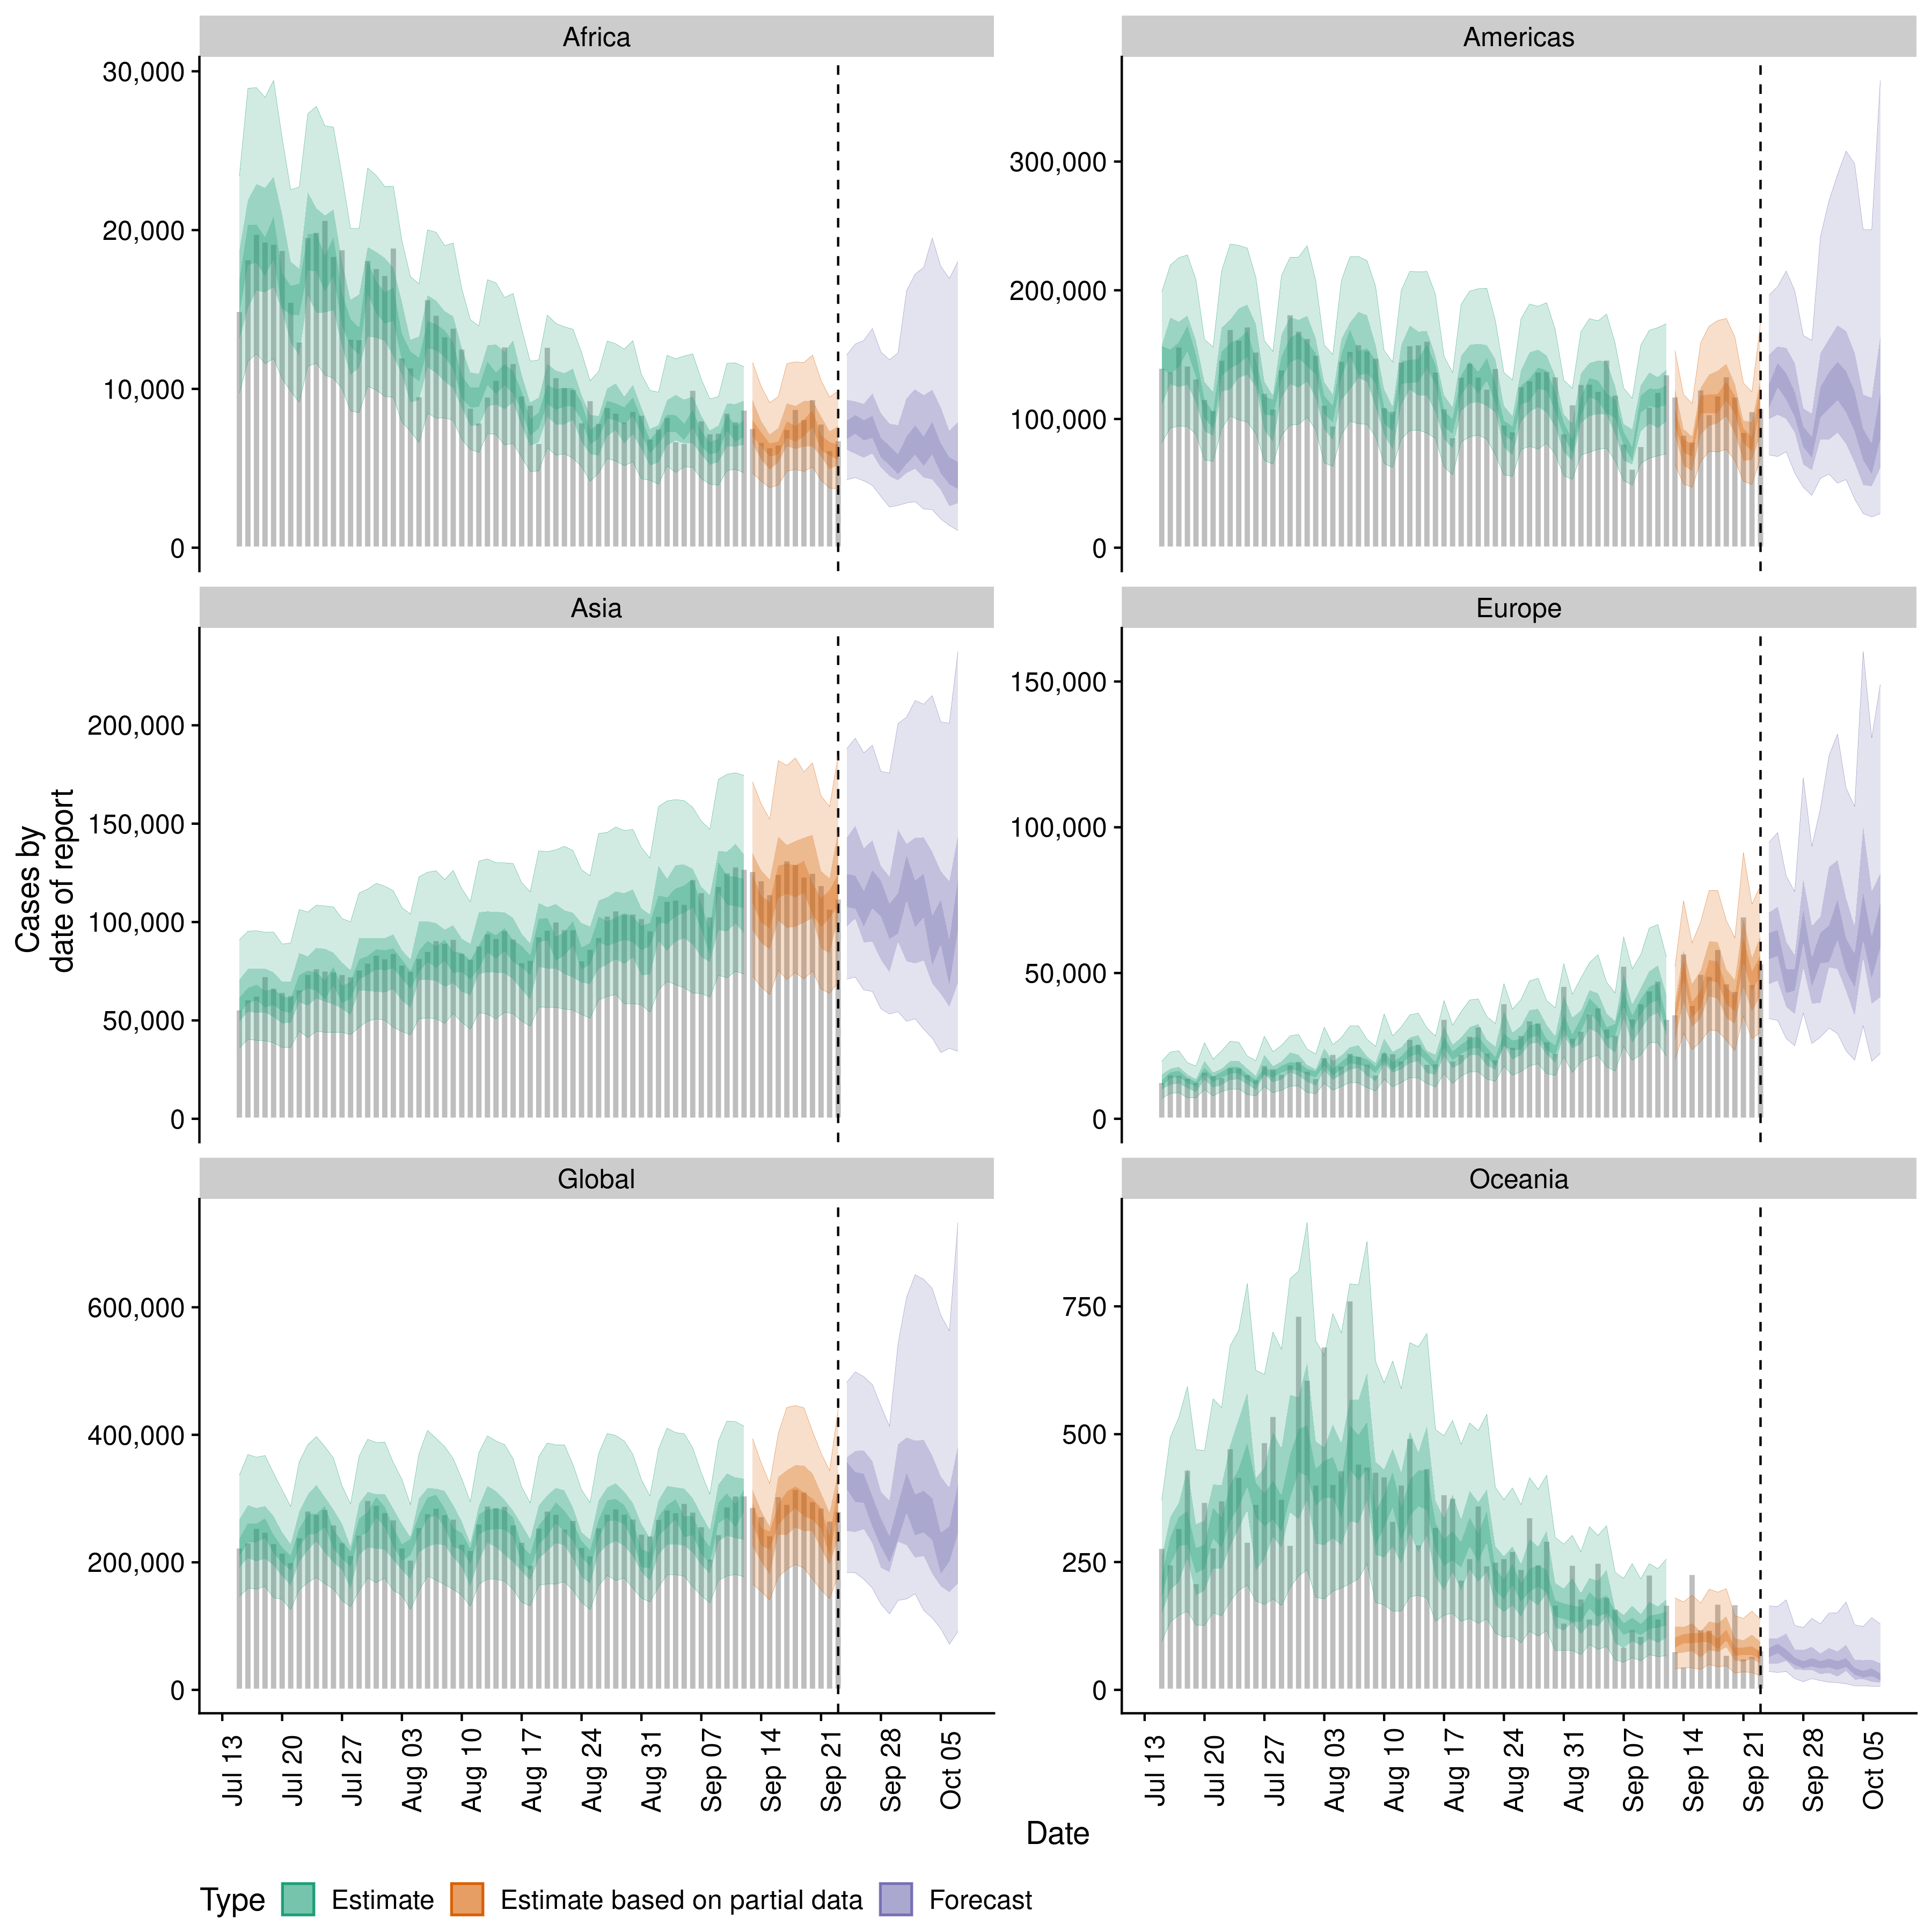 Africa
Americas
30,000
20,000
10,000
0
300,000
200,000
100,000
0
Asia
Europe
200,000
150,000
100,000
50,000
0
150,000
100,000
50,000
0
Cases by
date of report
Global
Oceania
600,000
400,000
200,000
0
750
500
250
0
Jul 13
Jul 20
Jul 27
Aug 03
Aug 10
Aug 17
Aug 24
Aug 31
Sep 07
Sep 14
Sep 21
Sep 28
Oct 05
Jul 13
Jul 20
Jul 27
Aug 03
Aug 10
Aug 17
Aug 24
Aug 31
Sep 07
Sep 14
Sep 21
Sep 28
Oct 05
Date
Type Estimate Estimate based on partial data Forecast